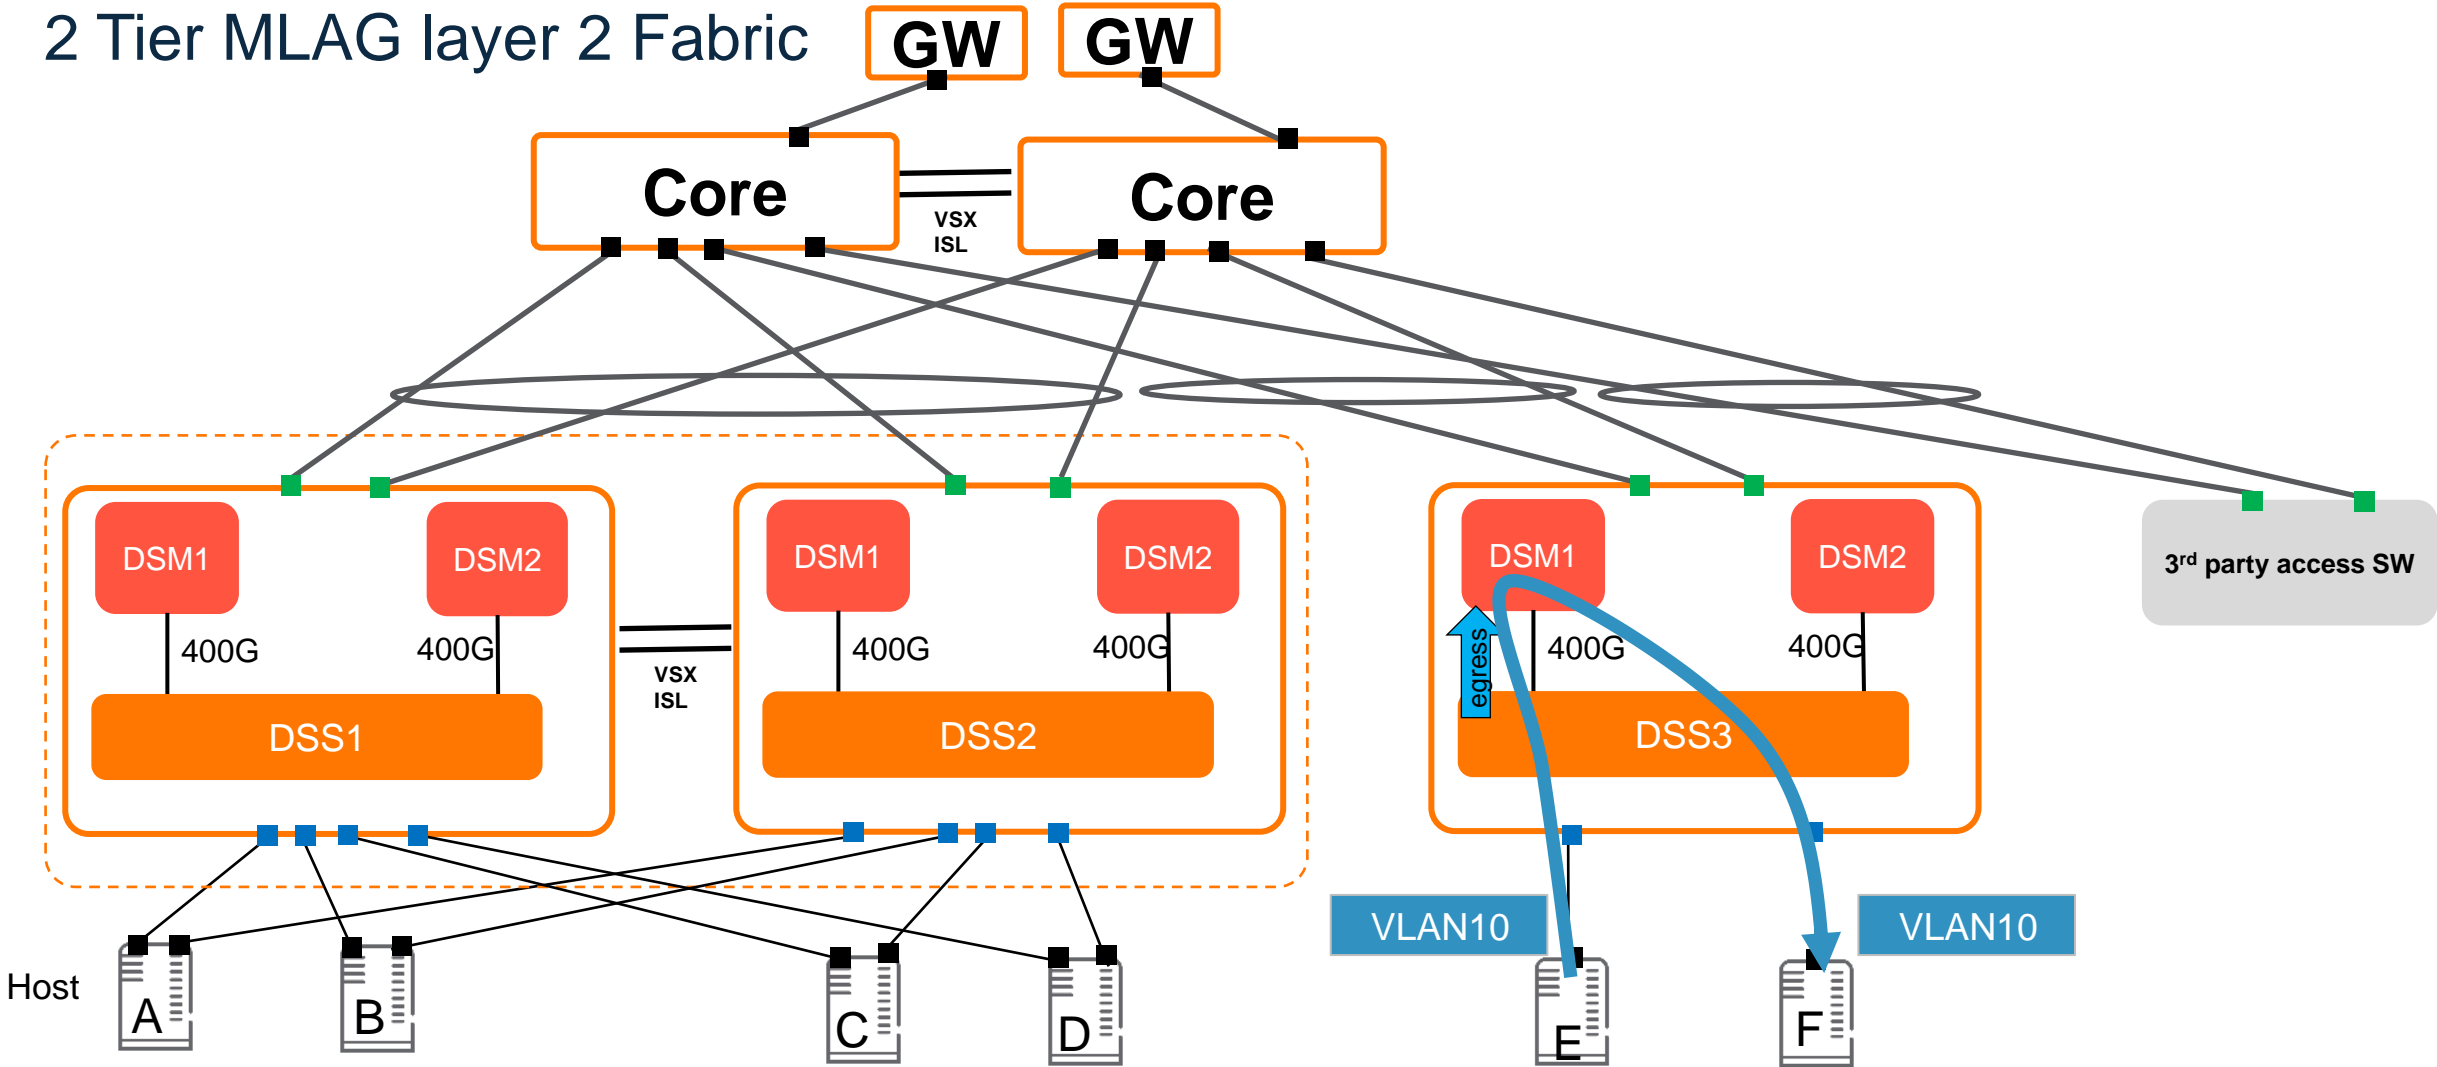 2 Tier MLAG layer 2 Fabric
GW
GW
Core
Core
VSX
ISL
DSM1
DSM2
DSM1
DSM2
DSM1
DSM2
3rd party access SW
400G
400G
400G
400G
400G
400G
egress
VSX
ISL
DSS1
DSS2
DSS3
VLAN10
VLAN10
Host
A
B
C
D
E
F